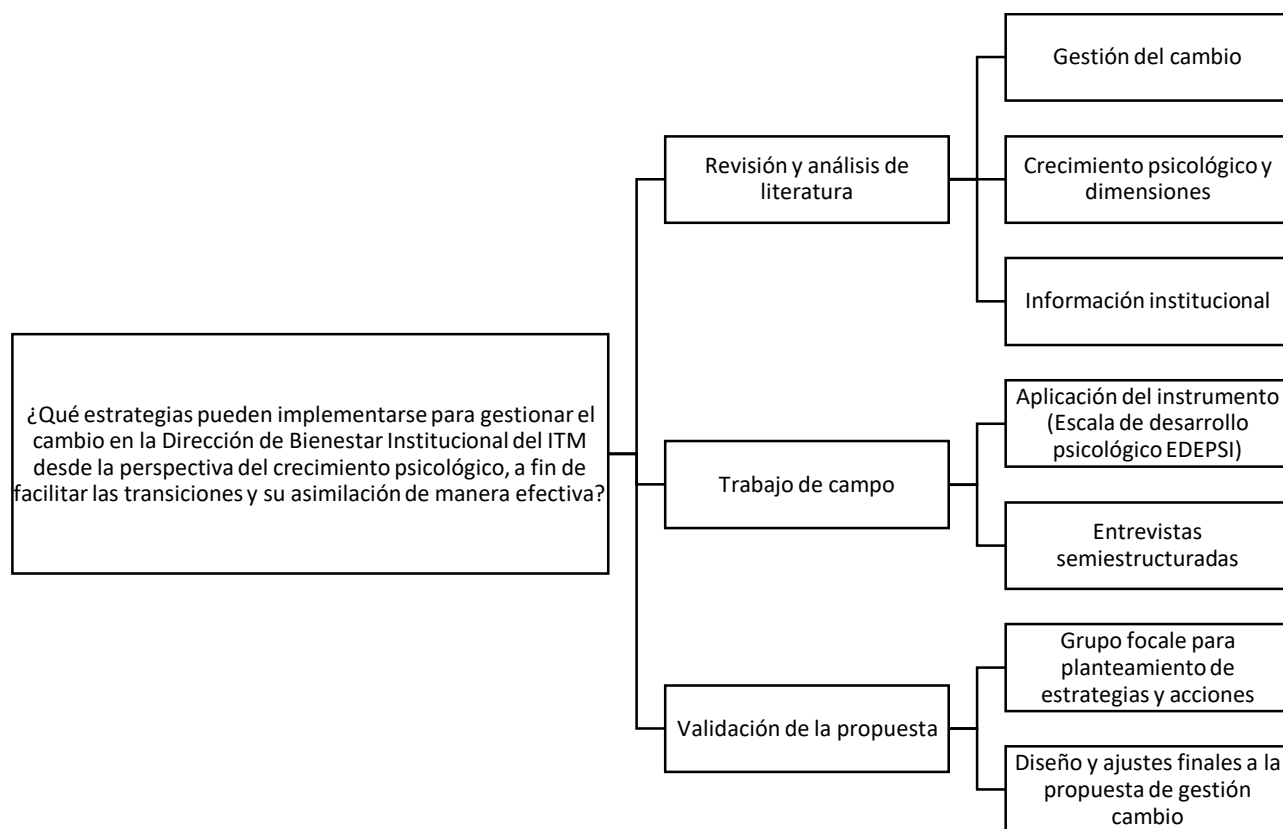 ¿Qué estrategias pueden implementarse para gestionar el
cambio en la Dirección de Bienestar Institucional del ITM
desde la perspectiva del crecimiento psicológico, a fin de
facilitar las transiciones y su asimilación de manera efectiva?
Revisión y análisis de
literatura
Gestión del cambio
Crecimiento psicológico y
dimensiones
Información institucional
Trabajo de campo
Aplicación del instrumento
(Escala de desarrollo
psicológico EDEPSI)
Entrevistas
semiestructuradas
Validación de la propuesta
Grupo focale para
planteamiento de
estrategias y acciones
Diseño y ajustes finales a la
propuesta de gestión
cambio